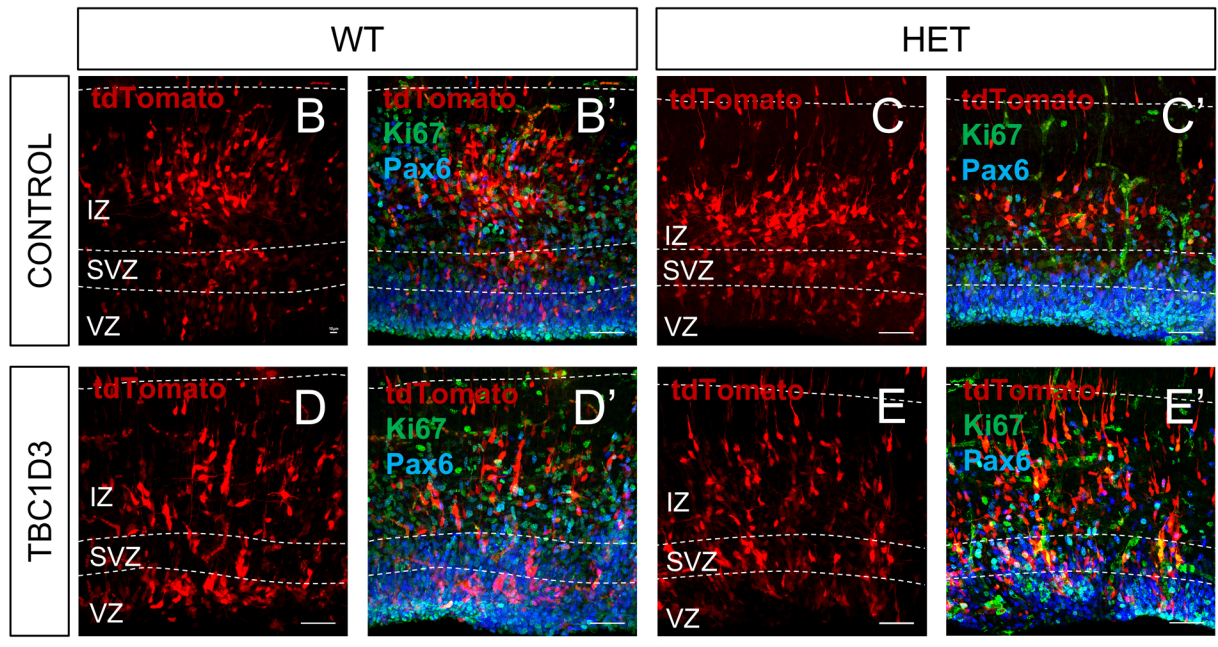 WT
HET
CONTROL
tdTomato
B
IZ
SVZ
VZ
10μm
tdTomato
B’
Ki67
Pax6
tdTomato
C
IZ
SVZ
VZ
tdTomato
C’
Ki67
Pax6
TBC1D3
tdTomato
D
IZ
SVZ
VZ
tdTomato
D’
Ki67
Pax6
tdTomato
E
IZ
SVZ
VZ
tdTomato
E’
Ki67
Pax6